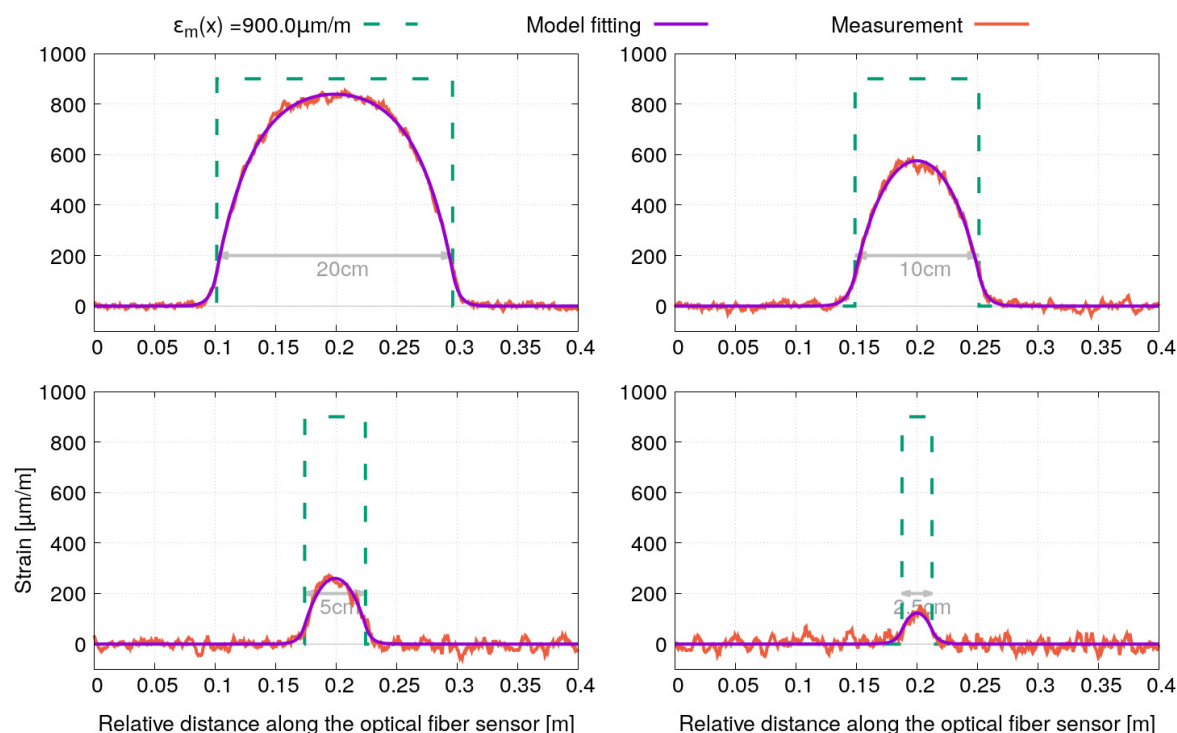 ε_m(x) =900.0μm/m Model fitting Measurement
1000 1000
800 800
600 600
400 400
200 20cm 200 10cm
0 0
0 0.05 0.1 0.15 0.2 0.25 0.3 0.35 0.4 0 0.05 0.1 0.15 0.2 0.25 0.3 0.35 0.4
1000 1000
800 800
600 600
400 400
Strain [μm/m]
200 5cm 200 2.5cm
0 0
0 0.05 0.1 0.15 0.2 0.25 0.3 0.35 0.4 0 0.05 0.1 0.15 0.2 0.25 0.3 0.35 0.4
Relative distance along the optical fiber sensor [m] Relative distance along the optical fiber sensor [m]